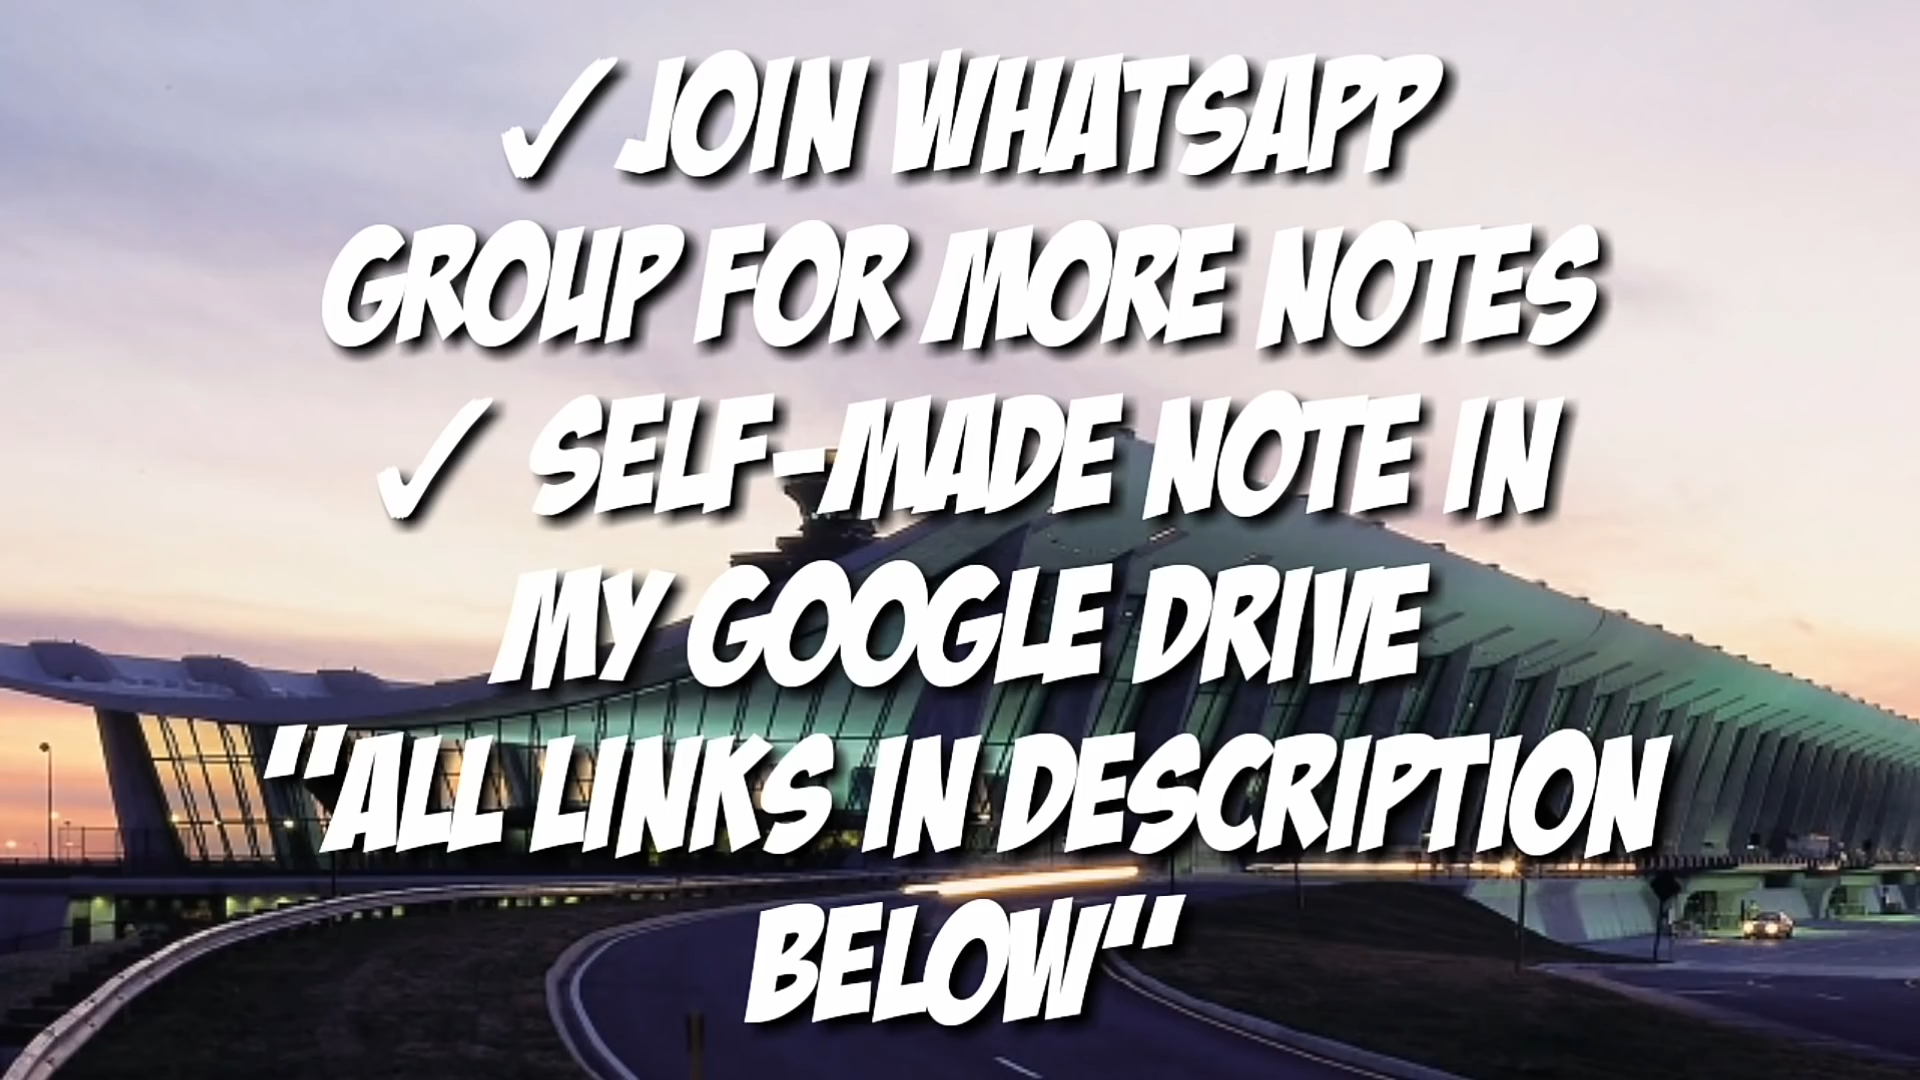 ✓ JOIN WHATSAPP
GROUP FOR MORE NOTES
✓ SELF-MADE NOTE IN
MY GOOGLE DRIVE
"ALL LINKS IN DESCRIPTION
BELOW"